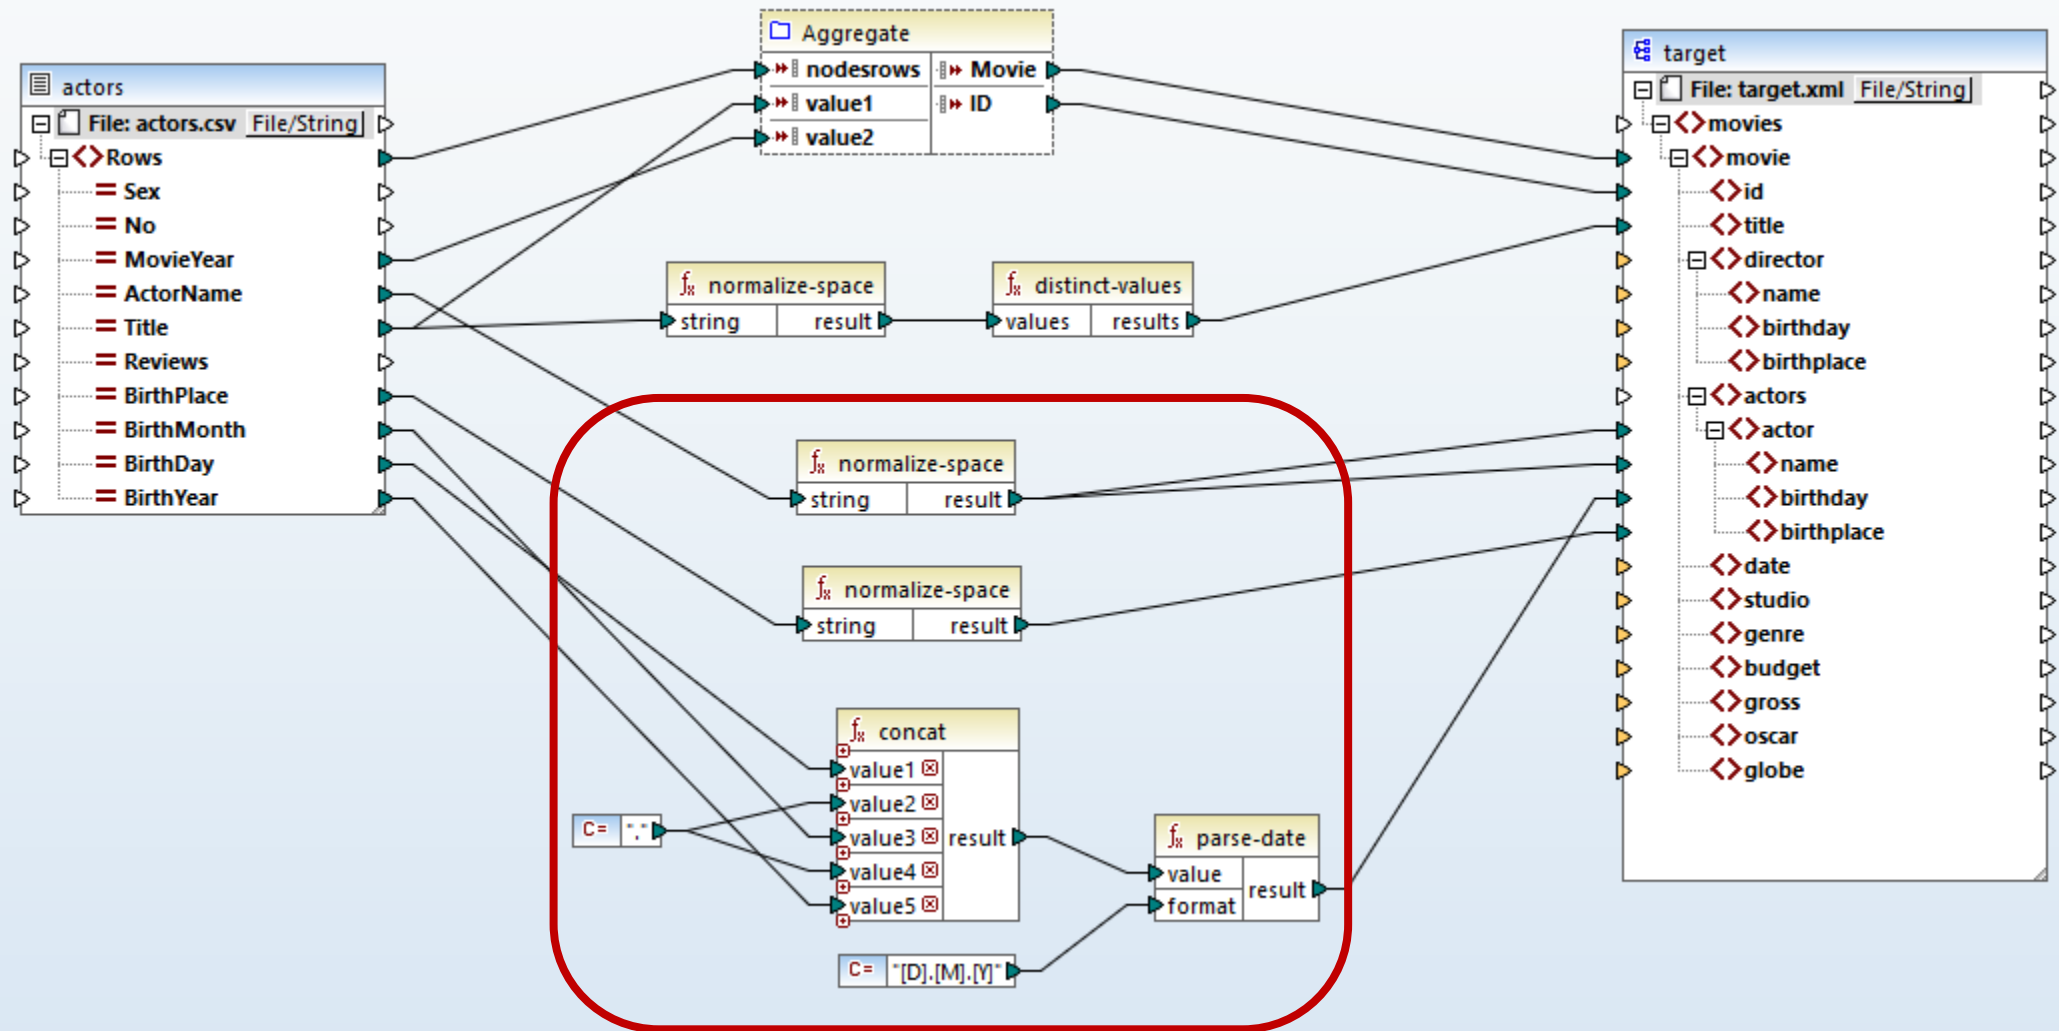 actors
File: actors.csv File/String
Rows
Sex
No
MovieYear
ActorName
Title
Reviews
BirthPlace
BirthMonth
BirthDay
BirthYear
Aggregate
nodesrows Movie
value1 ID
value2
normalize-space
string result
distinct-values
values results
normalize-space
string result
normalize-space
string result
concat
value1
value2
value3
value4
value5
result
C= "."
C= "[D].[M].[Y]"
parse-date
value
format
result
target
File: target.xml File/String
movies
movie
id
title
director
name
birthday
birthplace
actors
actor
name
birthday
birthplace
date
studio
genre
budget
gross
oscar
globe